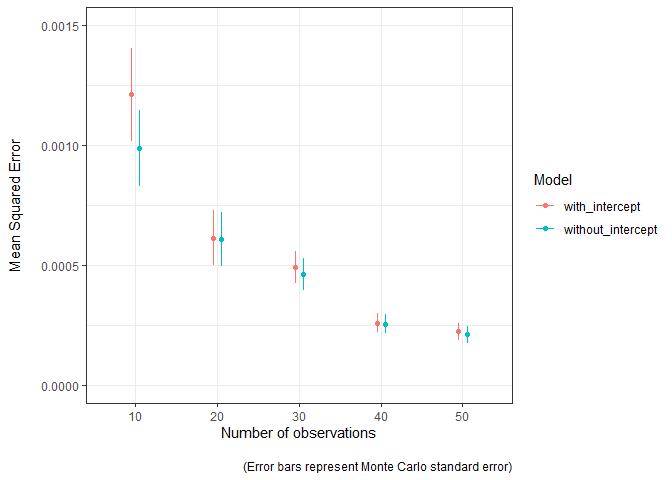 0.0015
0.0010
0.0005
0.0000
Mean Squared Error
10 20 30 40 50
Number of observations
Model
with_intercept
without_intercept
(Error bars represent Monte Carlo standard error)